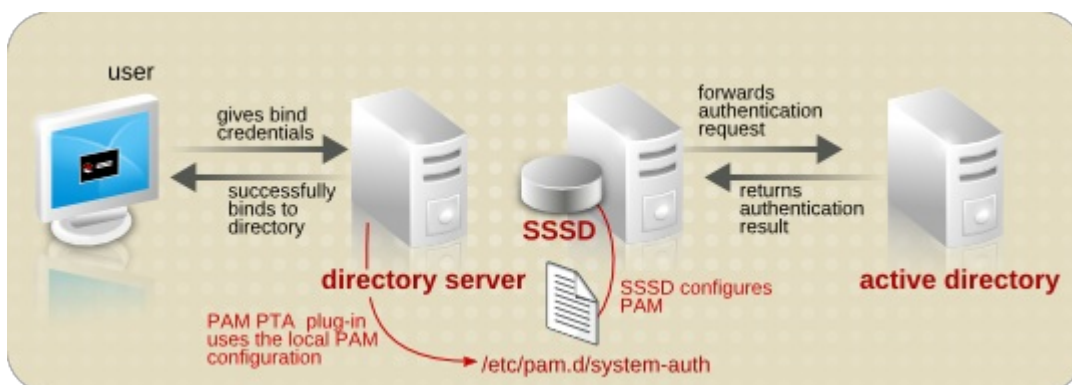 user
gives bind
credentials
successfully
binds to
directory
directory server
PAM PTA  plug-in
uses the local PAM
configuration
/etc/pam.d/system-auth
SSSD
SSSD configures
PAM
forwards
authentication
request
returns
authentication
result
active directory